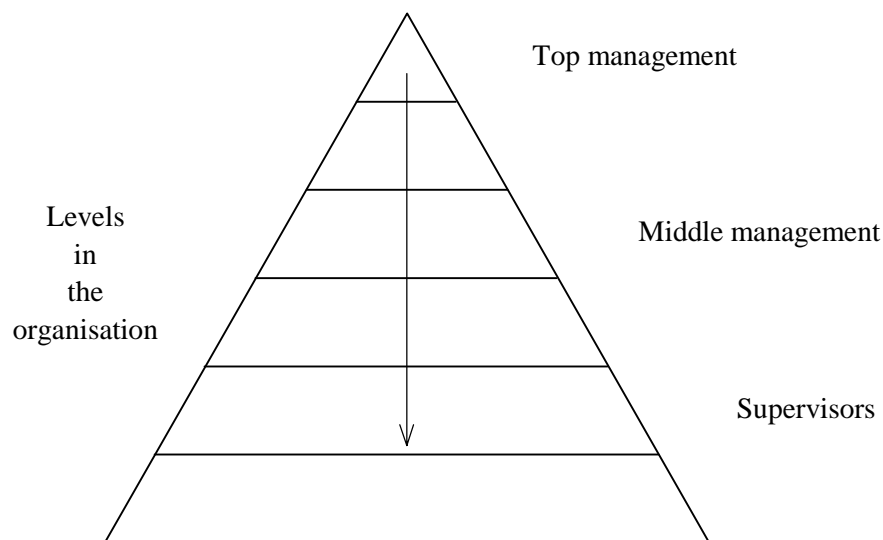 Top management
Levels
in
the
organisation
Middle management
Supervisors